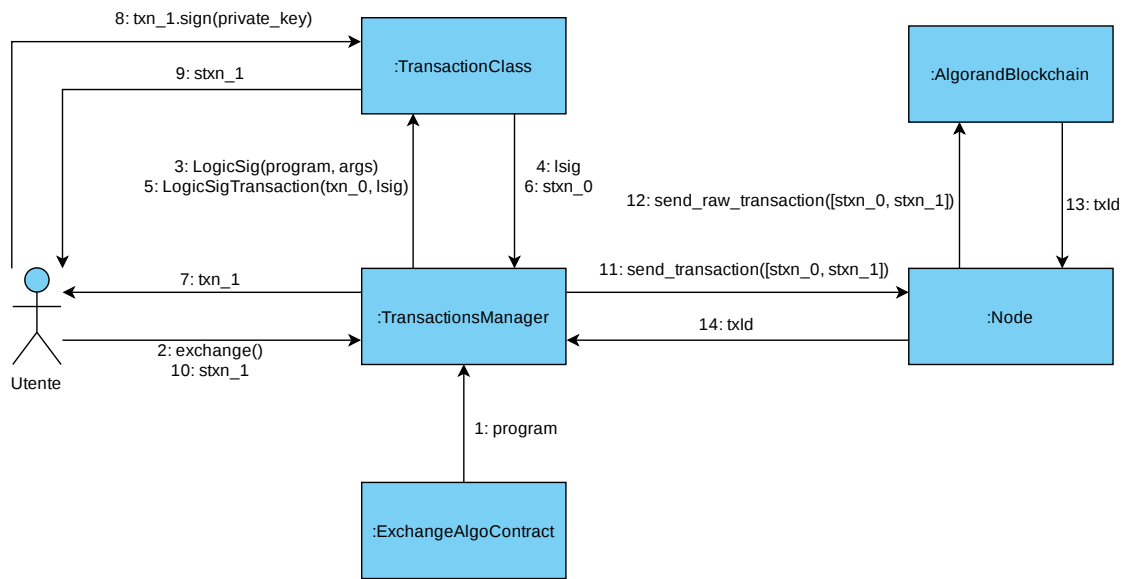 8: txn_1.sign(private_key)
:TransactionClass
:AlgorandBlockchain
9: stxn_1
3: LogicSig(program, args)
5: LogicSigTransaction(txn_0, lsig)
4: lsig
6: stxn_0
12: send_raw_transaction([stxn_0, stxn_1])
13: txId
7: txn_1
11: send_transaction([stxn_0, stxn_1])
:TransactionsManager
:Node
14: txId
2: exchange()
10: stxn_1
Utente
1: program
:ExchangeAlgoContract